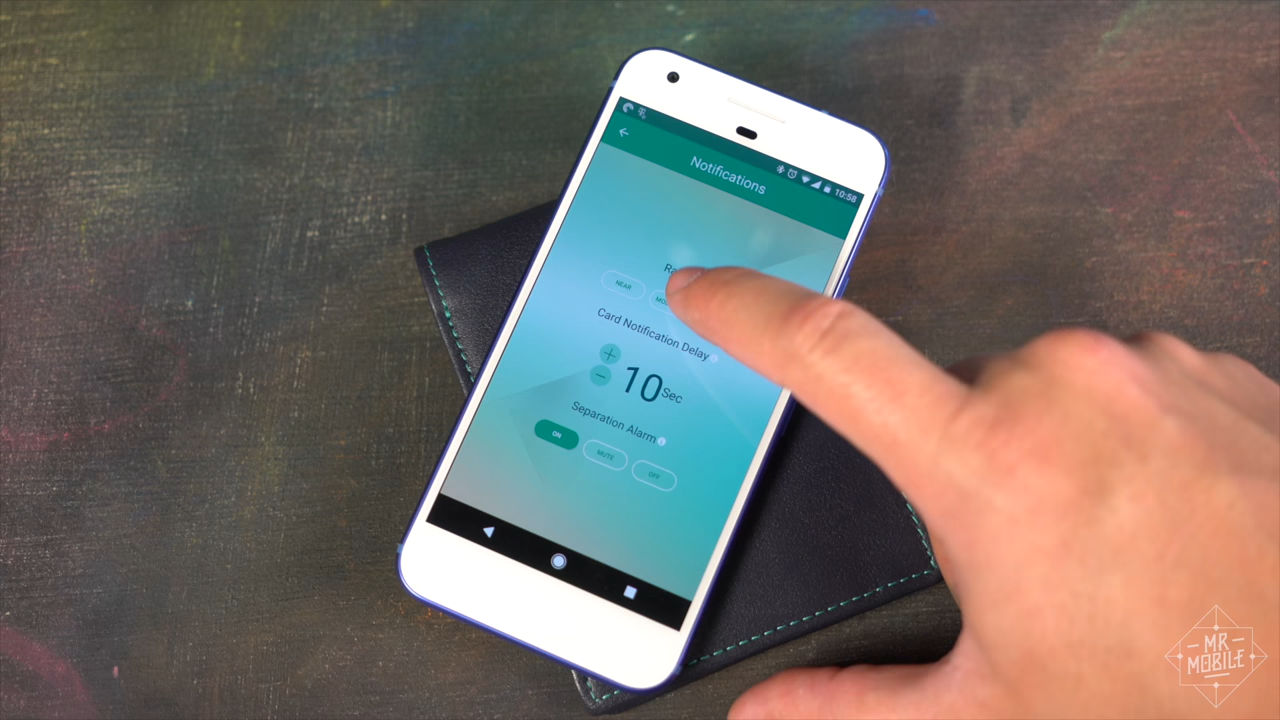 10:58
Notifications
NEAR
Card Notification Delay
10 Sec
Separation Alarm
ON
MUTE
OFF
MR
MOBILE